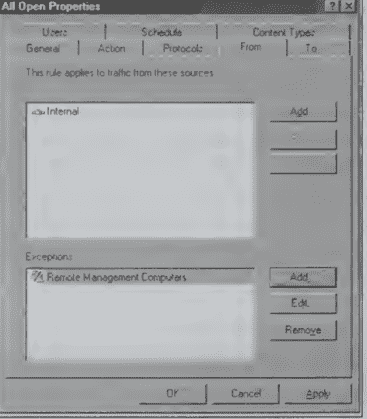 All Open Properties
Users Schedule Content Types
General Action Protocols From To
This rule applies to traffic from these sources
Internal
Add
Exceptions
Remote Management Computers
Add
Edit
Remove
OK Cancel Apply